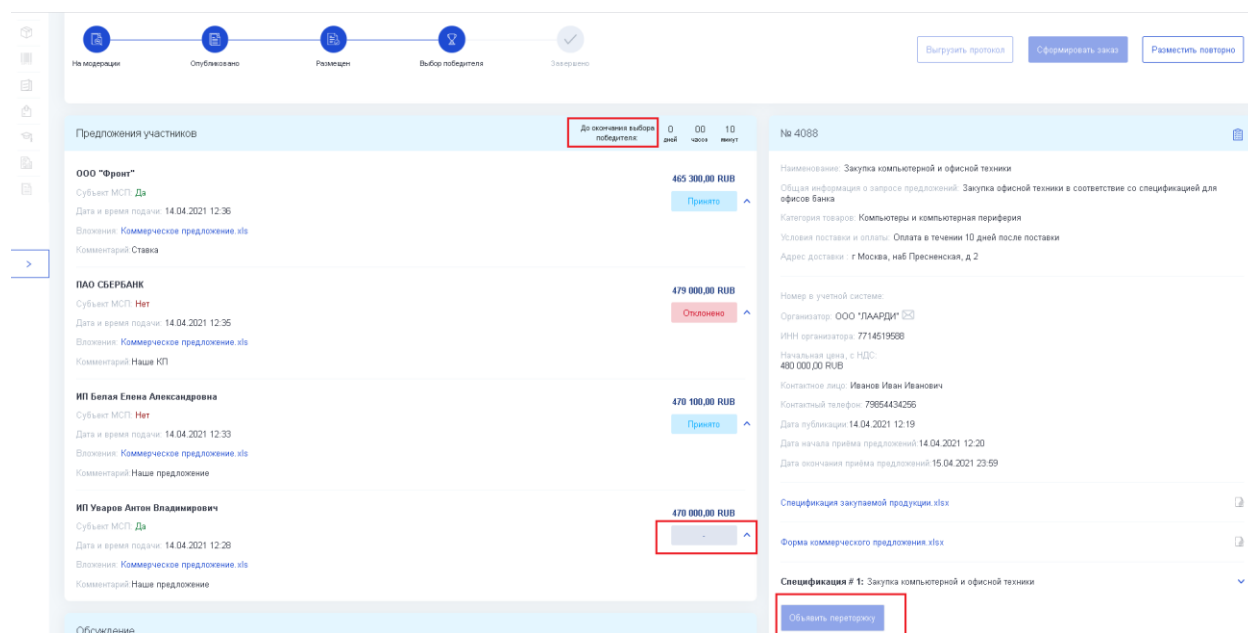 На модерации
Опубликовано
Размещен
Выбор победителя
Завершено
Выгрузить протокол
Сформировать заказ
Разместить повторно
Предложения участников
До окончания выбора
победителя:
0 00 10
дней часов минут
ООО "Фронт"
465 300,00 RUB
Субъект МСП: Да
Принято
Дата и время подачи: 14.04.2021 12:36
Вложения: Коммерческое предложение.xls
Комментарий:Ставка
ПАО СБЕРБАНК
479 000,00 RUB
Субъект МСП: Нет
Отклонено
Дата и время подачи: 14.04.2021 12:35
Вложения: Коммерческое предложение.xls
Комментарий:Наше КП
ИП Белая Елена Александровна
470 100,00 RUB
Субъект МСП: Нет
Принято
Дата и время подачи: 14.04.2021 12:33
Вложения: Коммерческое предложение.xls
Комментарий:Наше предложение
ИП Уваров Антон Владимирович
470 000,00 RUB
Субъект МСП: Да
-
Дата и время подачи: 14.04.2021 12:28
Вложения: Коммерческое предложение.xls
Комментарий:Наше предложение
Обсуждение
№ 4088
Наименование: Закупка компьютерной и офисной техники
Общая информация о запросе предложений: Закупка офисной техники в соответствие со спецификацией для
офисов банка
Категория товаров: Компьютеры и компьютерная периферия
Условия поставки и оплаты: Оплата в течении 10 дней после поставки
Адрес доставки : г Москва, наб Пресненская, д 2
Номер в учетной системе:
Организатор: ООО "ЛААРДИ"
ИНН организатора: 7714519588
Начальная цена, с НДС:
480 000,00 RUB
Контактное лицо: Иванов Иван Иванович
Контактный телефон: 79854434256
Дата публикации:14.04.2021 12:19
Дата начала приёма предложений:14.04.2021 12:20
Дата окончания приёма предложений:15.04.2021 23:59
Спецификация закупаемой продукции.xlsx
Форма коммерческого предложения.xlsx
Спецификация # 1: Закупка компьютерной и офисной техники
Объявить переторжку